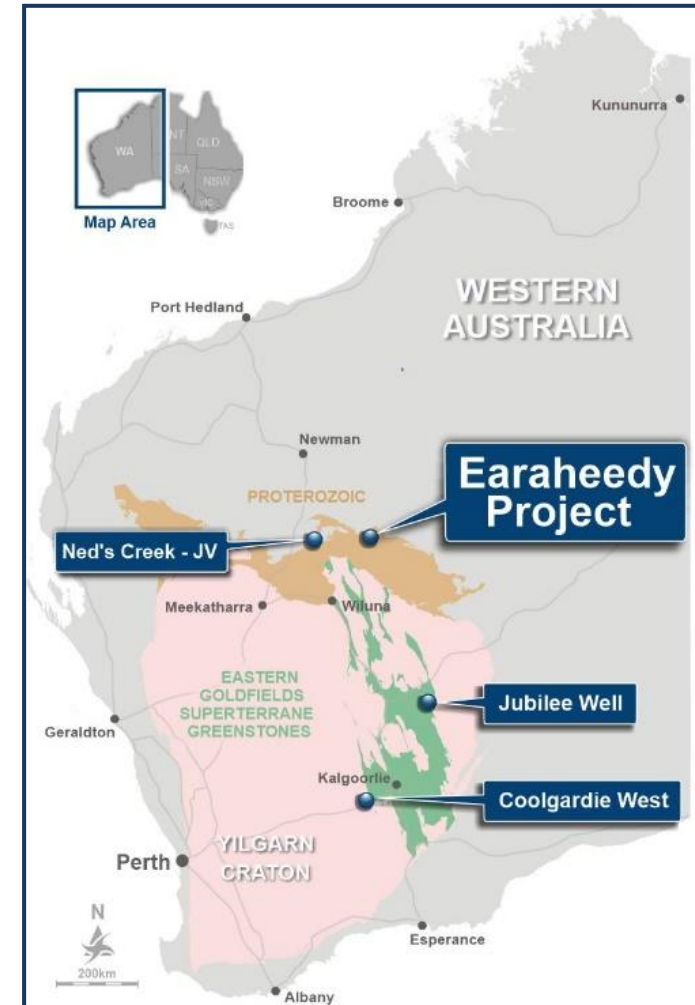 Kununurra
WA
NT
QLD
SA
NSW
VIC
TAS
Map Area
Broome
WESTERN
AUSTRALIA
Port Hedland
Newman
Earaheedy
Project
PROTEROZOIC
Ned's Creek - JV
Meekatharra
Wiluna
EASTERN
GOLDFIELDS
SUPERTERRANE
GREENSTONES
Jubilee Well
Geraldton
Kalgoorlie
Coolgardie West
YILGARN
CRATON
Perth
N
Esperance
200km
Albany